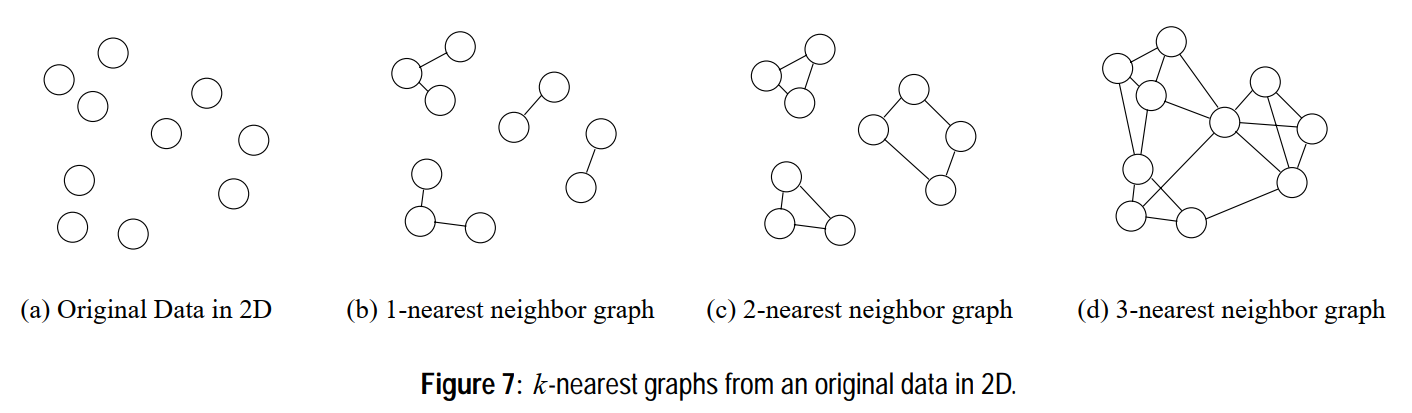 (a) Original Data in 2D
(b) 1-nearest neighbor graph
(c) 2-nearest neighbor graph
(d) 3-nearest neighbor graph
Figure 7: k-nearest graphs from an original data in 2D.